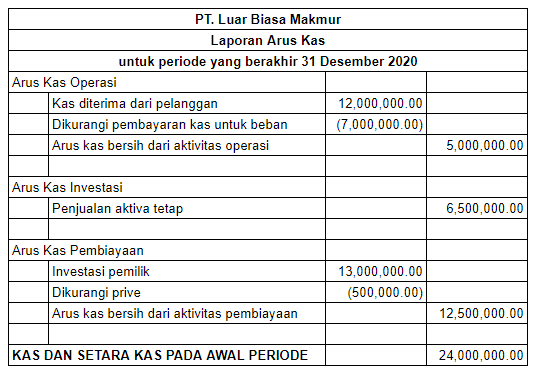 PT. Luar Biasa Makmur
Laporan Arus Kas
untuk periode yang berakhir 31 Desember 2020
Arus Kas Operasi
Kas diterima dari pelanggan 12,000,000.00
Dikurangi pembayaran kas untuk beban (7,000,000.00)
Arus kas bersih dari aktivitas operasi 5,000,000.00
Arus Kas Investasi
Penjualan aktiva tetap 6,500,000.00
Arus Kas Pembiayaan
Investasi pemilik 13,000,000.00
Dikurangi prive (500,000.00)
Arus kas bersih dari aktivitas pembiayaan 12,500,000.00
KAS DAN SETARA KAS PADA AWAL PERIODE 24,000,000.00